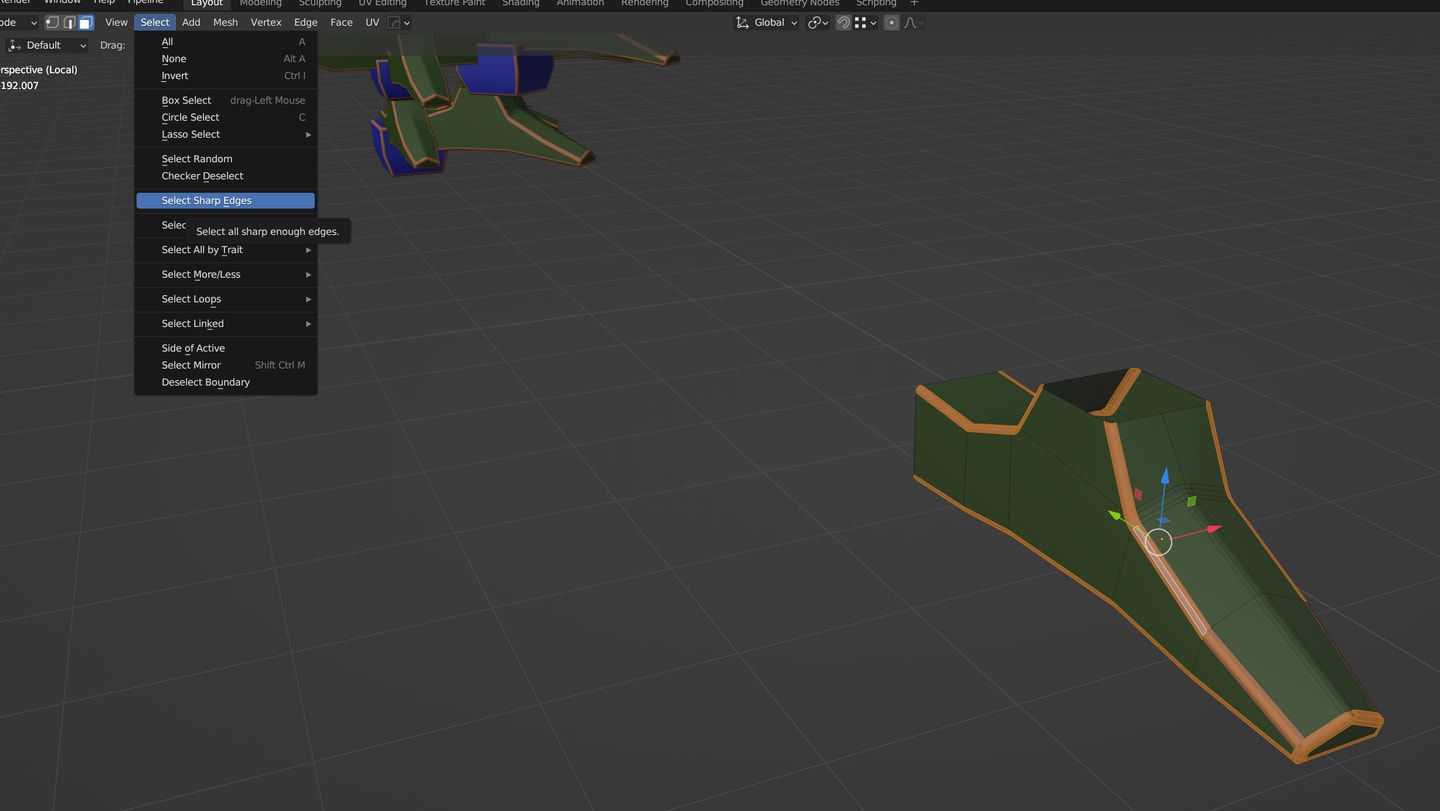 Render Window Help Pipeline Layout Modeling Sculpting UV Editing Texture Paint Shading Animation Rendering Compositing Geometry Nodes Scripting +
ode View Select Add Mesh Vertex Edge Face UV Global
Default Drag:
rspective (Local)
192.007
All A
None Alt A
Invert Ctrl I
Box Select drag-Left Mouse
Circle Select C
Lasso Select
Select Random
Checker Deselect
Select Sharp Edges
Selec
Select all sharp enough edges.
Select All by Trait
Select More/Less
Select Loops
Select Linked
Side of Active
Select Mirror Shift Ctrl M
Deselect Boundary